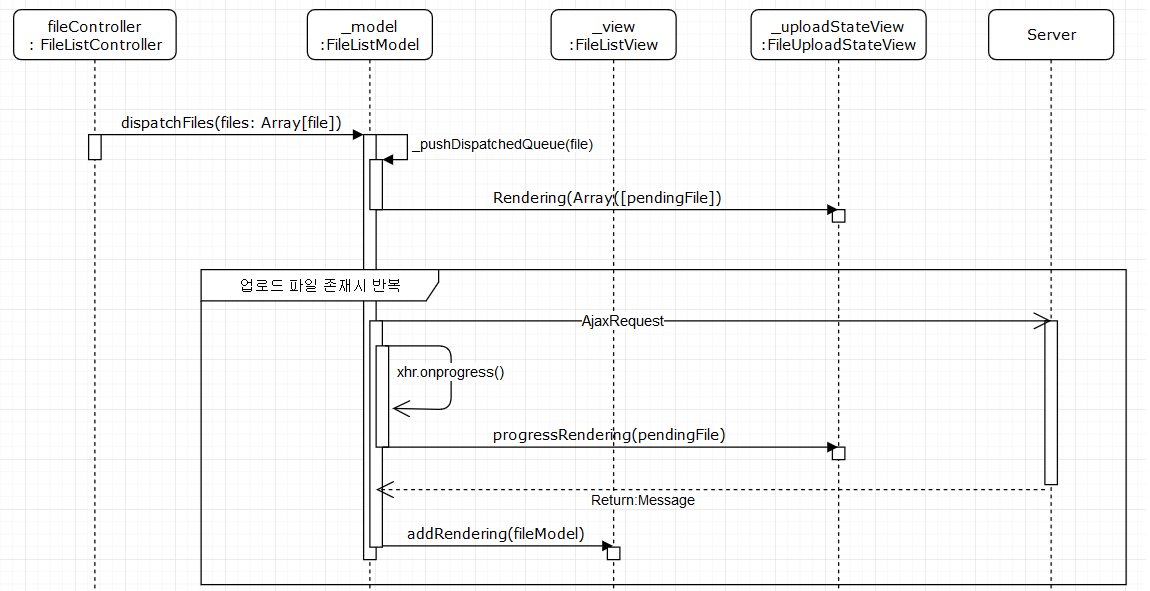 fileController
: FileListController
_model
:FileListModel
_view
:FileListView
_uploadStateView
:FileUploadStateView
Server
dispatchFiles(files: Array[file])
_pushDispatchedQueue(file)
Rendering(Array([pendingFile])
업로드 파일 존재시 반복
AjaxRequest
xhr.onprogress()
progressRendering(pendingFile)
Return:Message
addRendering(fileModel)